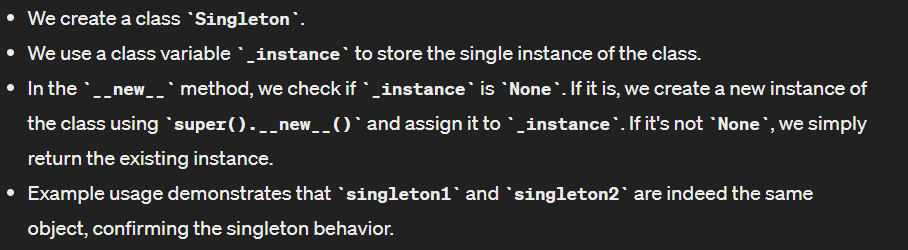 • We create a class `Singleton`.
• We use a class variable `_instance` to store the single instance of the class.
• In the `__new__` method, we check if `_instance` is `None`. If it is, we create a new instance of
the class using `super().__new__()` and assign it to `_instance`. If it's not `None`, we simply
return the existing instance.
• Example usage demonstrates that `singleton1` and `singleton2` are indeed the same
object, confirming the singleton behavior.